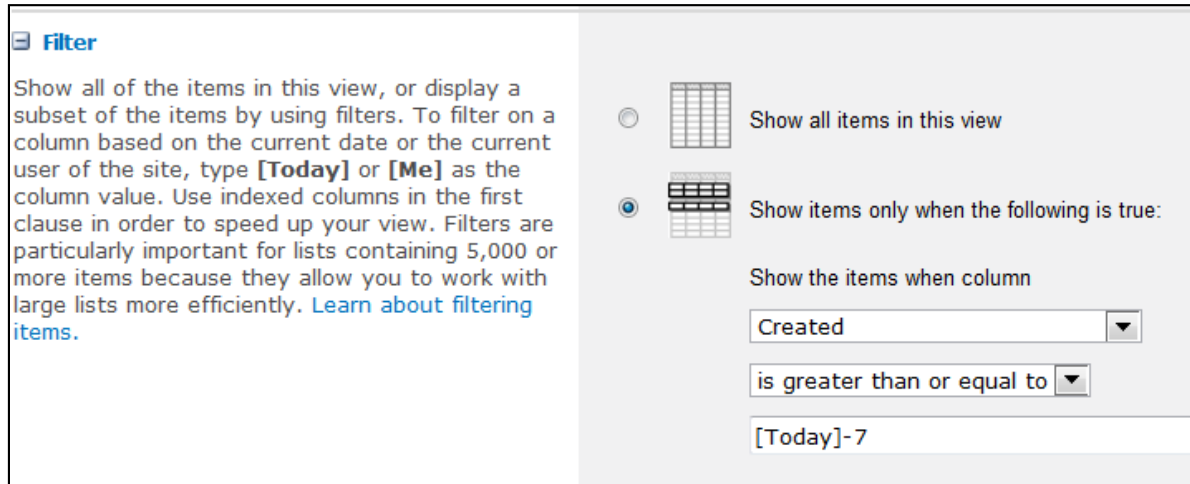 Filter
Show all of the items in this view, or display a
subset of the items by using filters. To filter on a
column based on the current date or the current
user of the site, type [Today] or [Me] as the
column value. Use indexed columns in the first
clause in order to speed up your view. Filters are
particularly important for lists containing 5,000 or
more items because they allow you to work with
large lists more efficiently. Learn about filtering
items.
Show all items in this view
Show items only when the following is true:
Show the items when column
Created
is greater than or equal to
[Today]-7